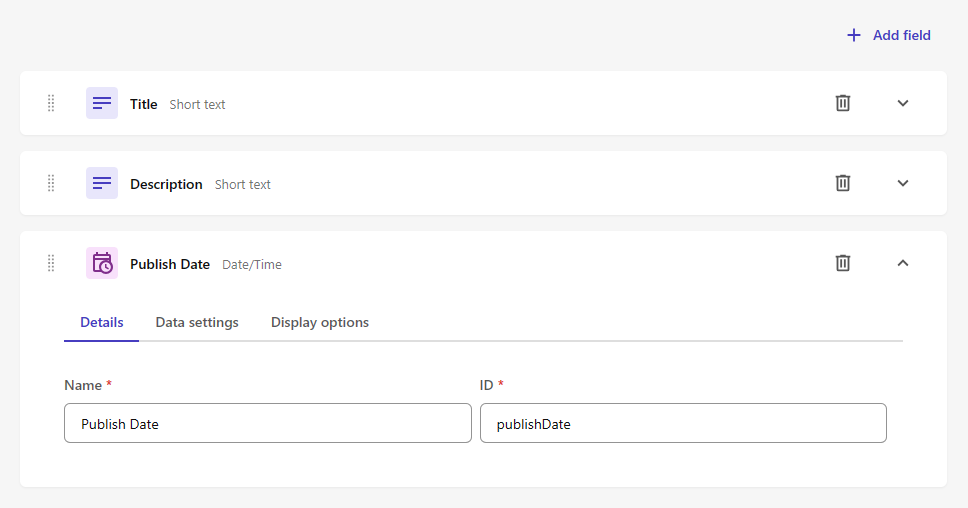 Add field
Title Short text
Description Short text
Publish Date Date/Time
Details Data settings Display options
Name * ID *
Publish Date publishDate